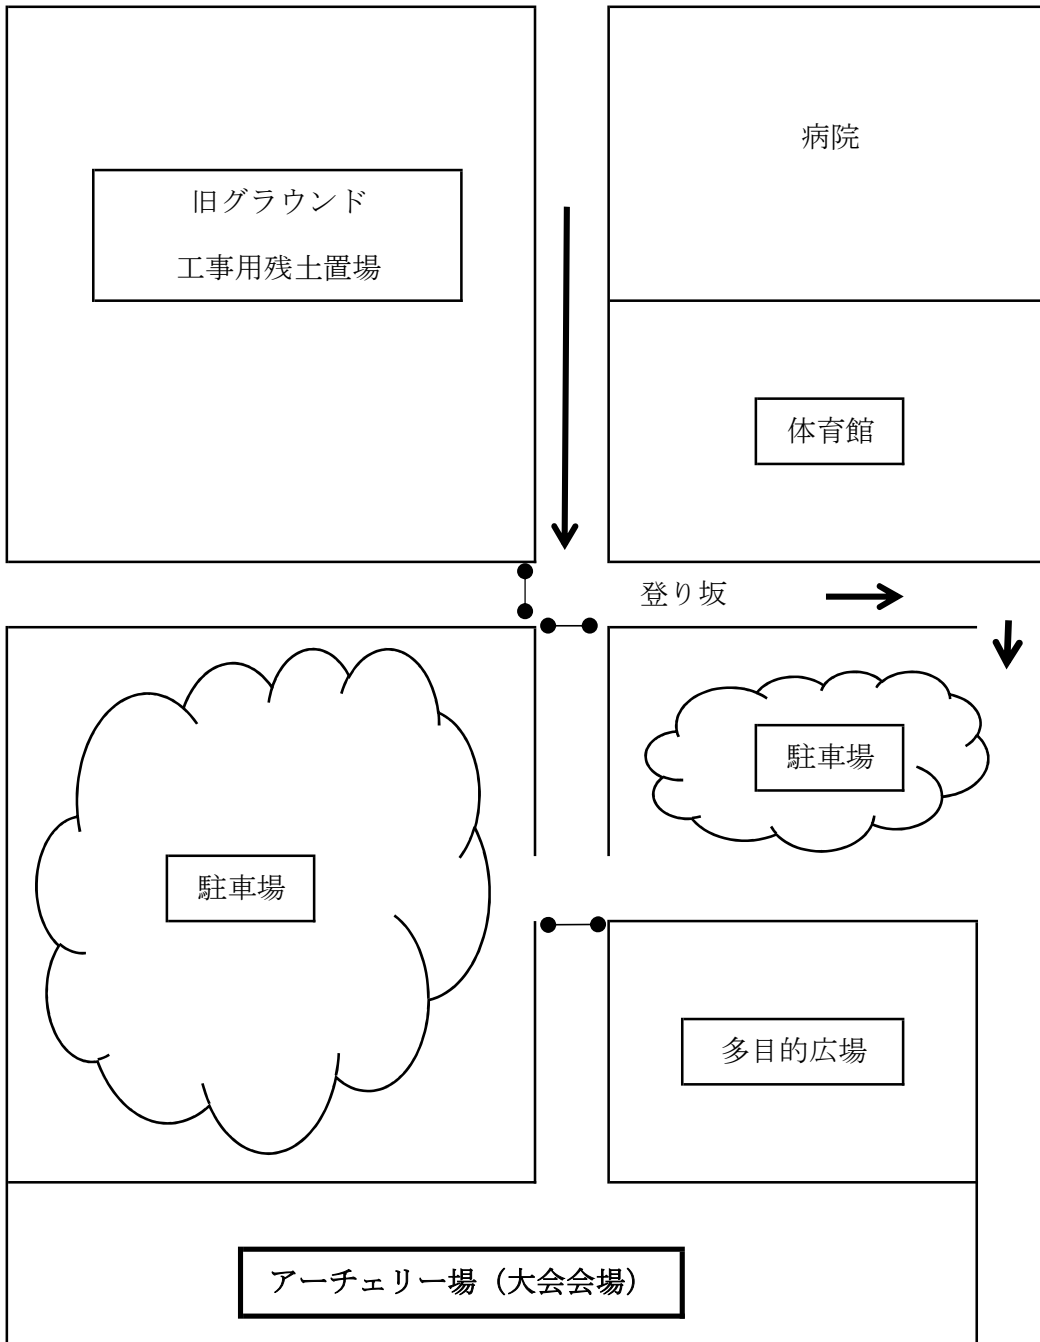 病院
旧グラウンド
工事用残土置場
体育館
登り坂
駐車場
駐車場
多目的広場
アーチェリー場（大会会場）